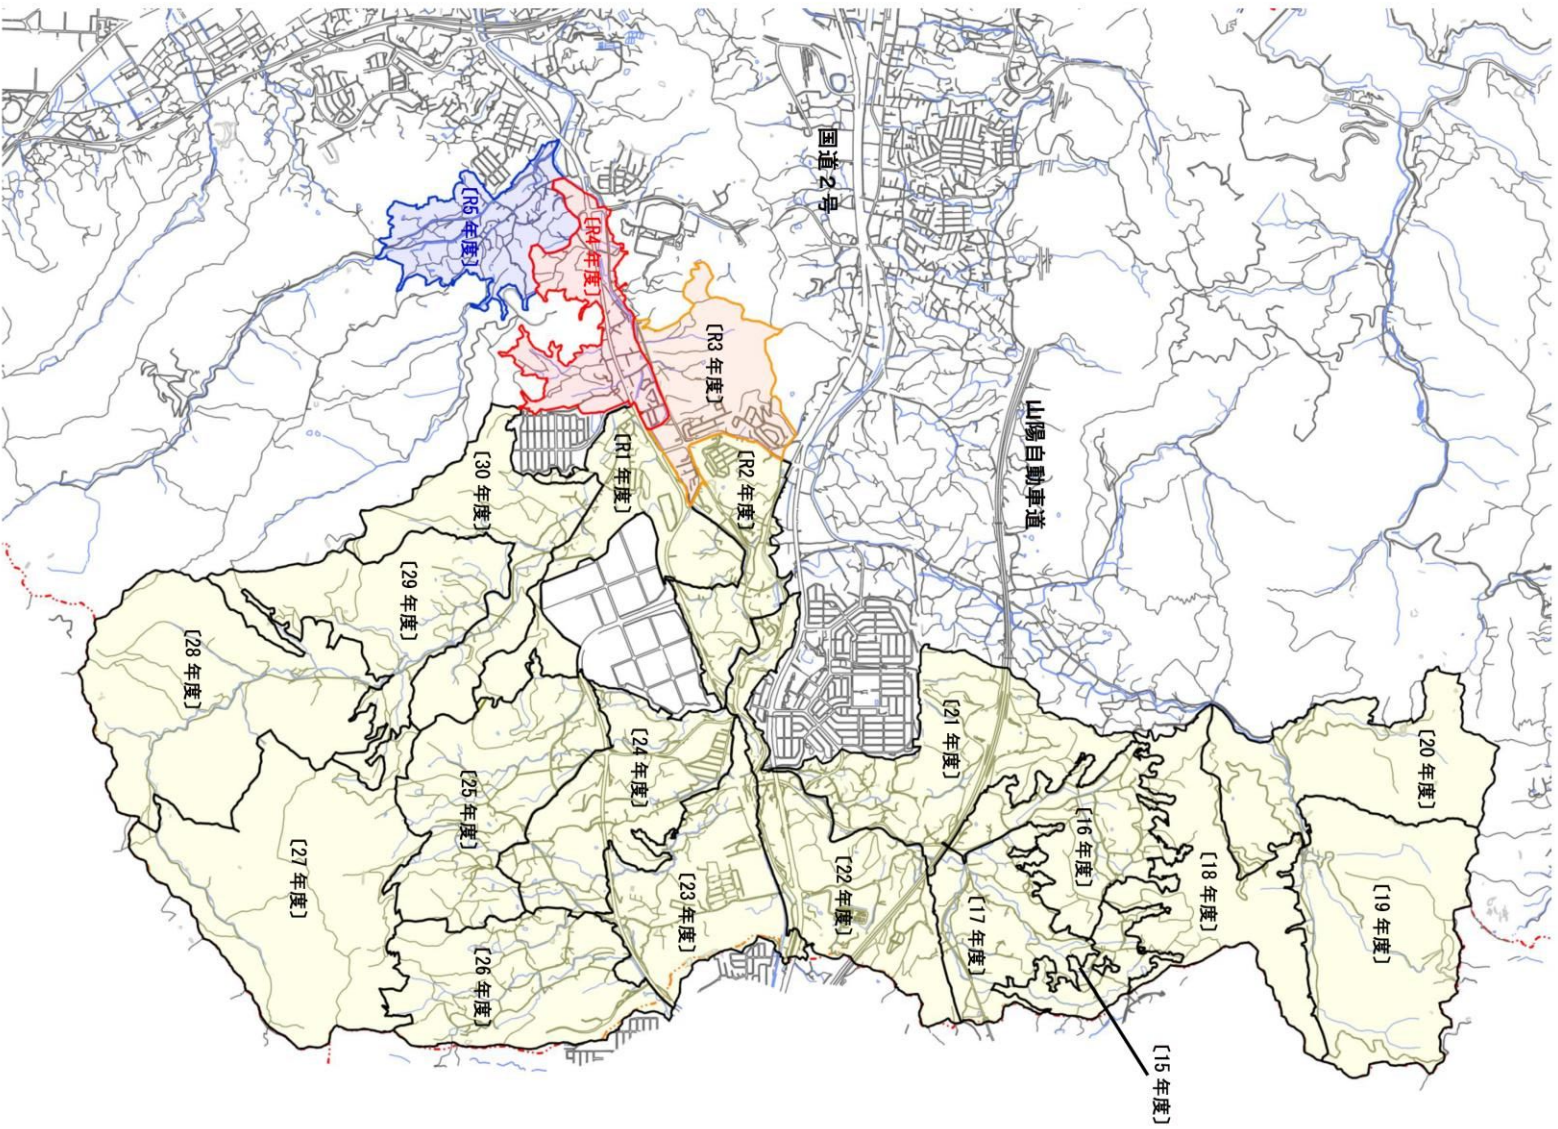 国道２号
山陽自動車道
〔R5 年度〕
〔R4 年度〕
〔R3 年度〕
〔R2 年度〕
〔R1 年度〕
〔30 年度〕
〔29 年度〕
〔28 年度〕
〔27 年度〕
〔26 年度〕
〔25 年度〕
〔24 年度〕
〔23 年度〕
〔22 年度〕
〔21 年度〕
〔20 年度〕
〔19 年度〕
〔18 年度〕
〔17 年度〕
〔16 年度〕
〔15 年度〕